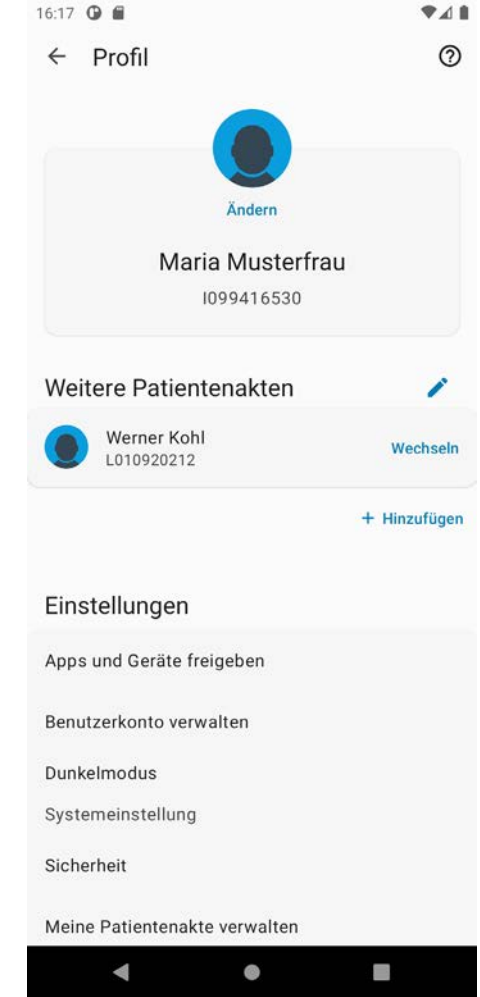 16:17
Profil
Ändern
Maria Musterfrau
I099416530
Weitere Patientenakten
Werner Kohl
L010920212
Wechseln
+ Hinzufügen
Einstellungen
Apps und Geräte freigeben
Benutzerkonto verwalten
Dunkelmodus
Systemeinstellung
Sicherheit
Meine Patientenakte verwalten